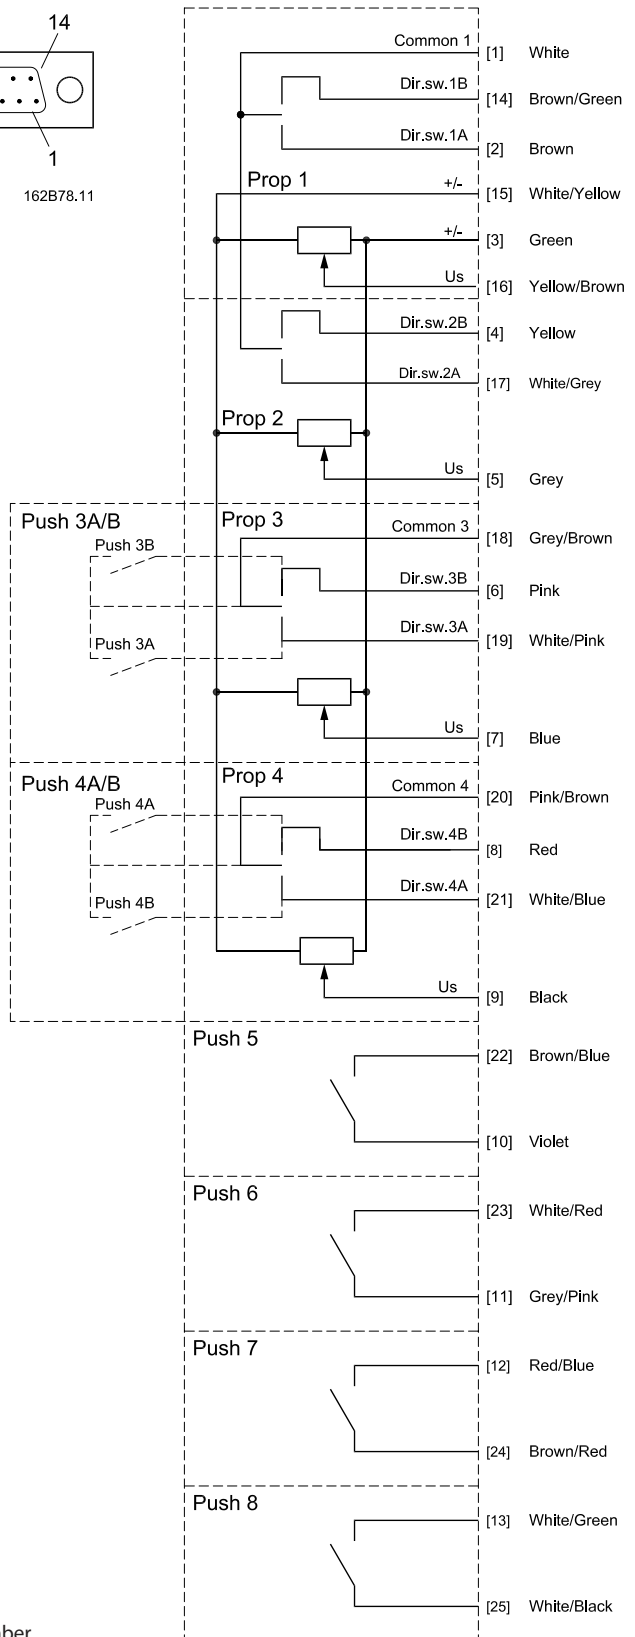 14
1
162B78.11
Common 1 [1] White
Dir.sw.1B [14] Brown/Green
Dir.sw.1A [2] Brown
Prop 1 +/- [15] White/Yellow
+/- [3] Green
Us [16] Yellow/Brown
Dir.sw.2B [4] Yellow
Dir.sw.2A [17] White/Grey
Prop 2
Us [5] Grey
Push 3A/B Prop 3 Common 3 [18] Grey/Brown
Push 3B
Dir.sw.3B [6] Pink
Dir.sw.3A [19] White/Pink
Push 3A
Us [7] Blue
Push 4A/B Prop 4 Common 4 [20] Pink/Brown
Push 4A
Dir.sw.4B [8] Red
Dir.sw.4A [21] White/Blue
Push 4B
Us [9] Black
Push 5
[22] Brown/Blue
[10] Violet
Push 6
[23] White/Red
[11] Grey/Pink
Push 7
[12] Red/Blue
[24] Brown/Red
Push 8
[13] White/Green
[25] White/Black